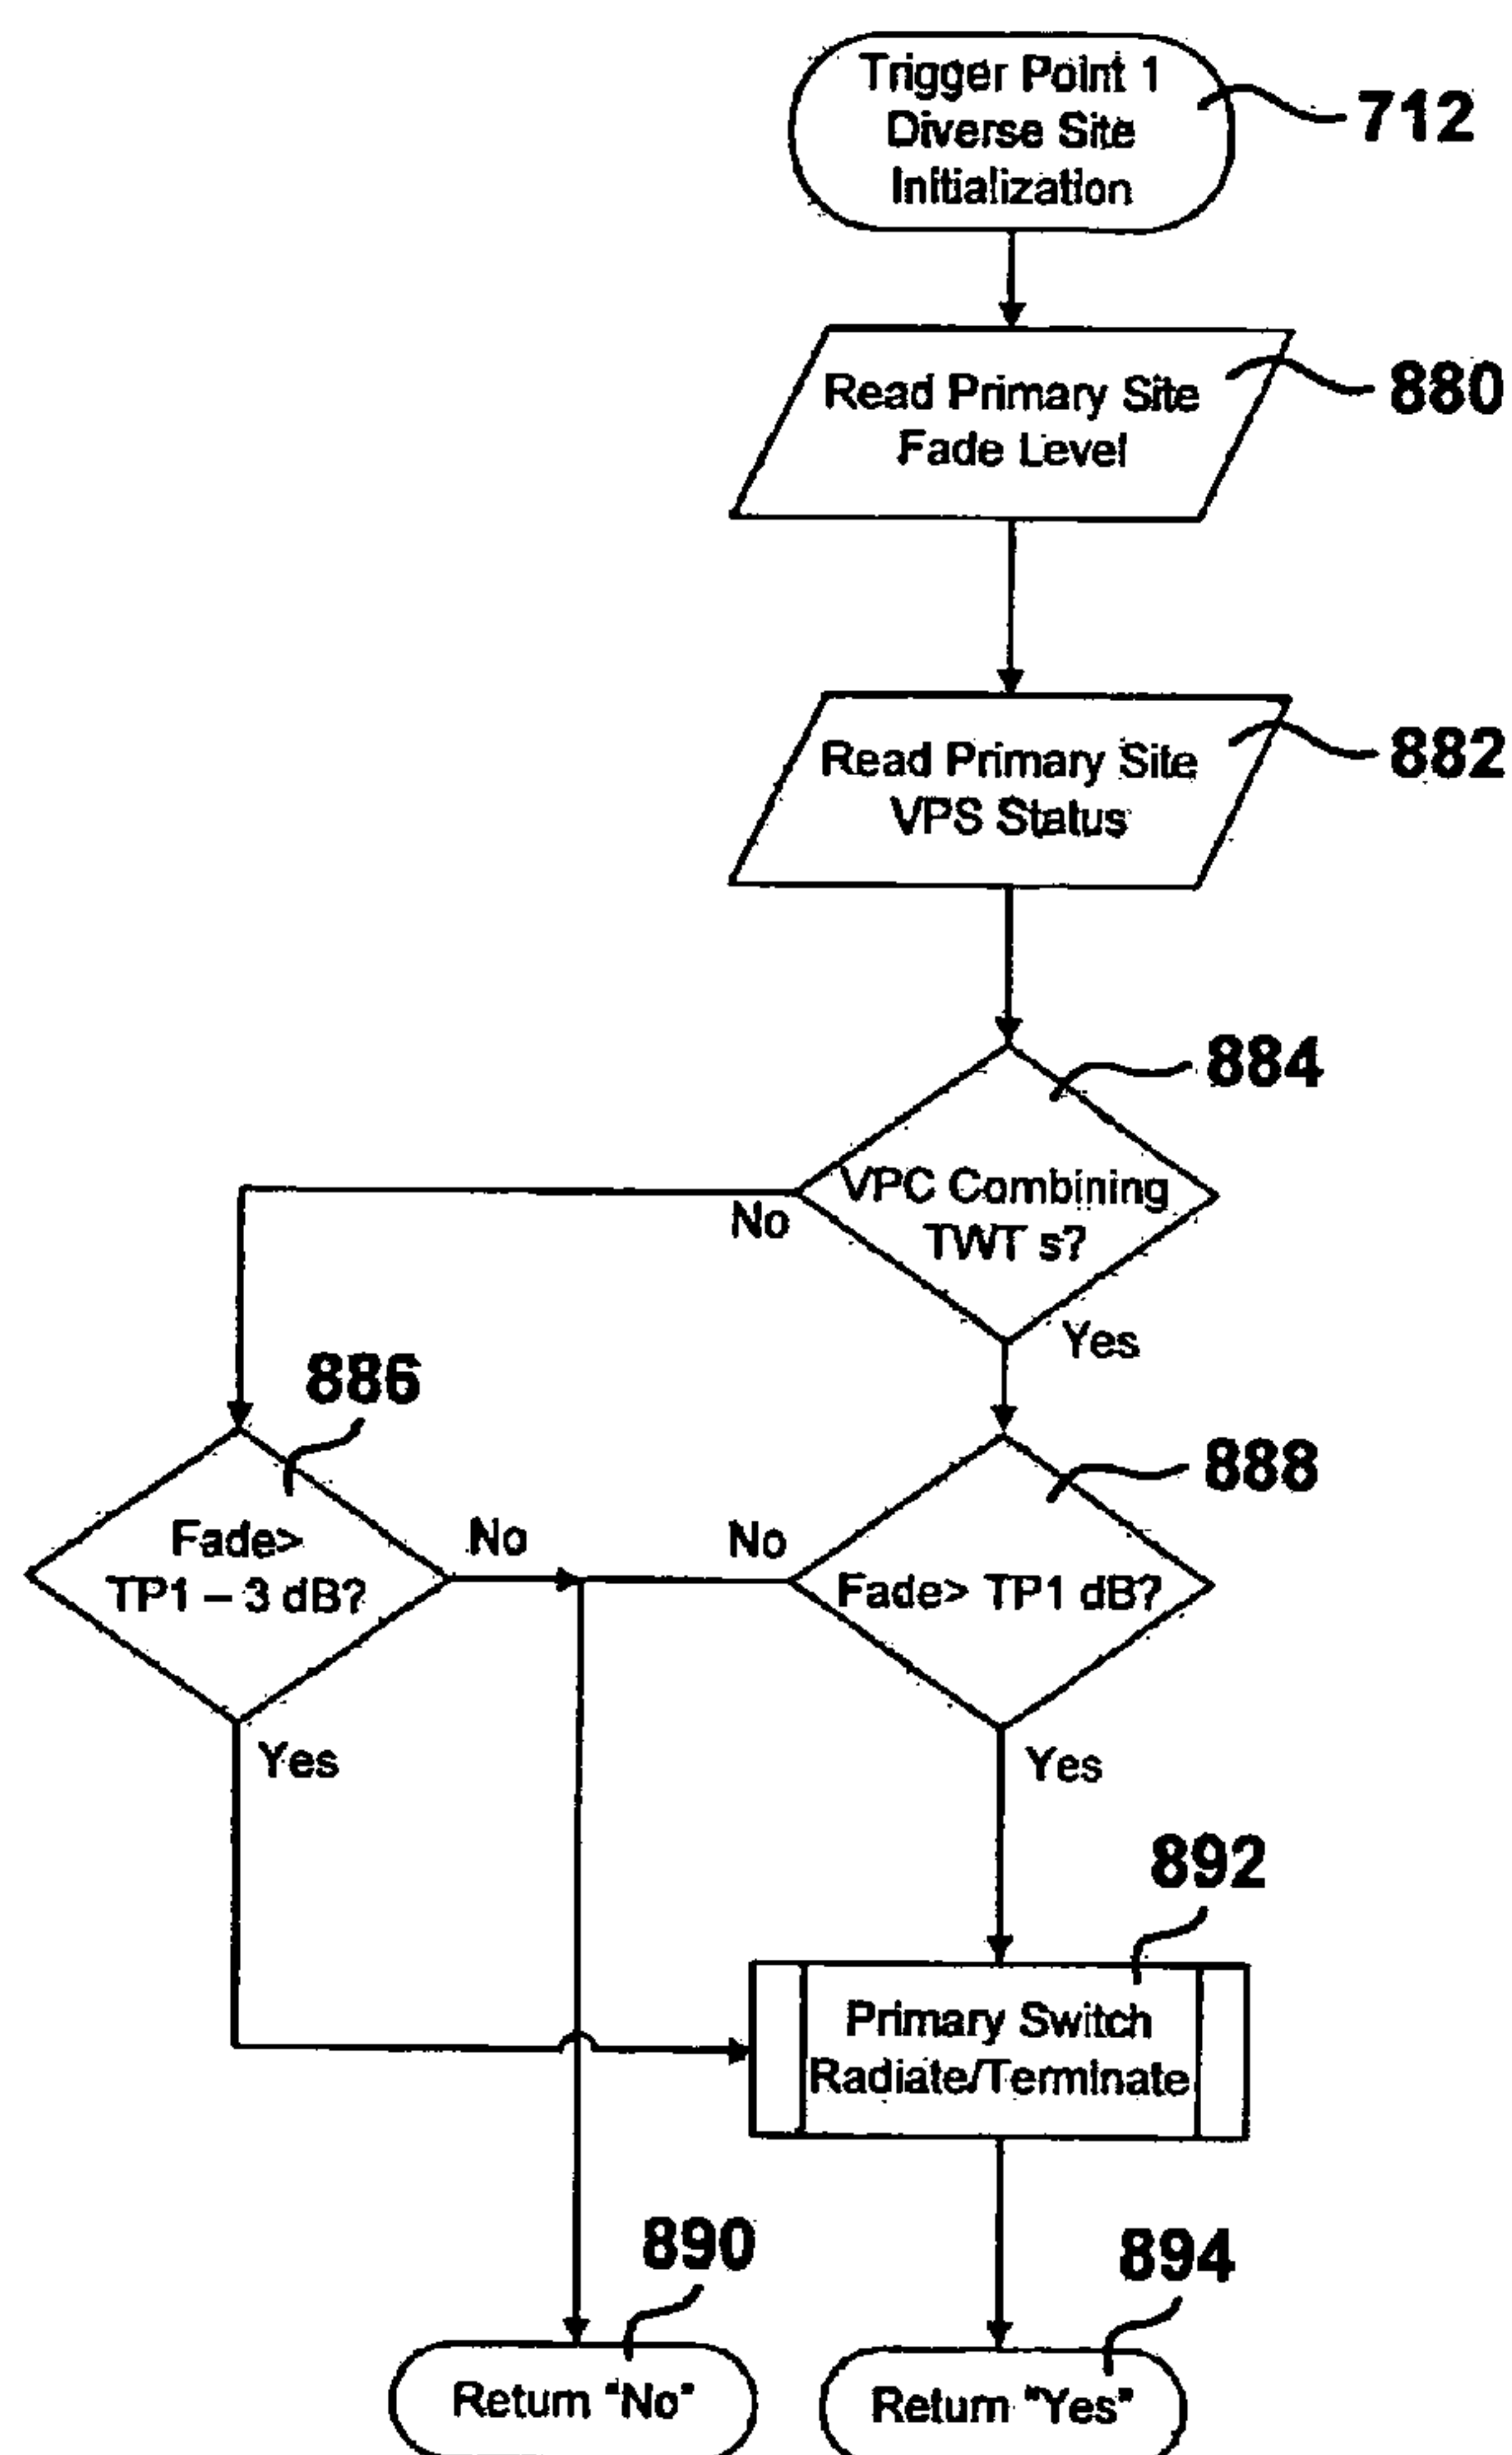 Trigger Point 1
Diverse Site
Initialization
712
Read Primary Site
Fade Level
880
Read Primary Site
VPS Status
882
884
VPC Combining
TWT s?
No
Yes
886
Fade>
TP1 – 3 dB?
No
Yes
888
No
Fade> TP1 dB?
Yes
892
Primary Switch
Radiate/Terminate
890
Return "No"
894
Return "Yes"